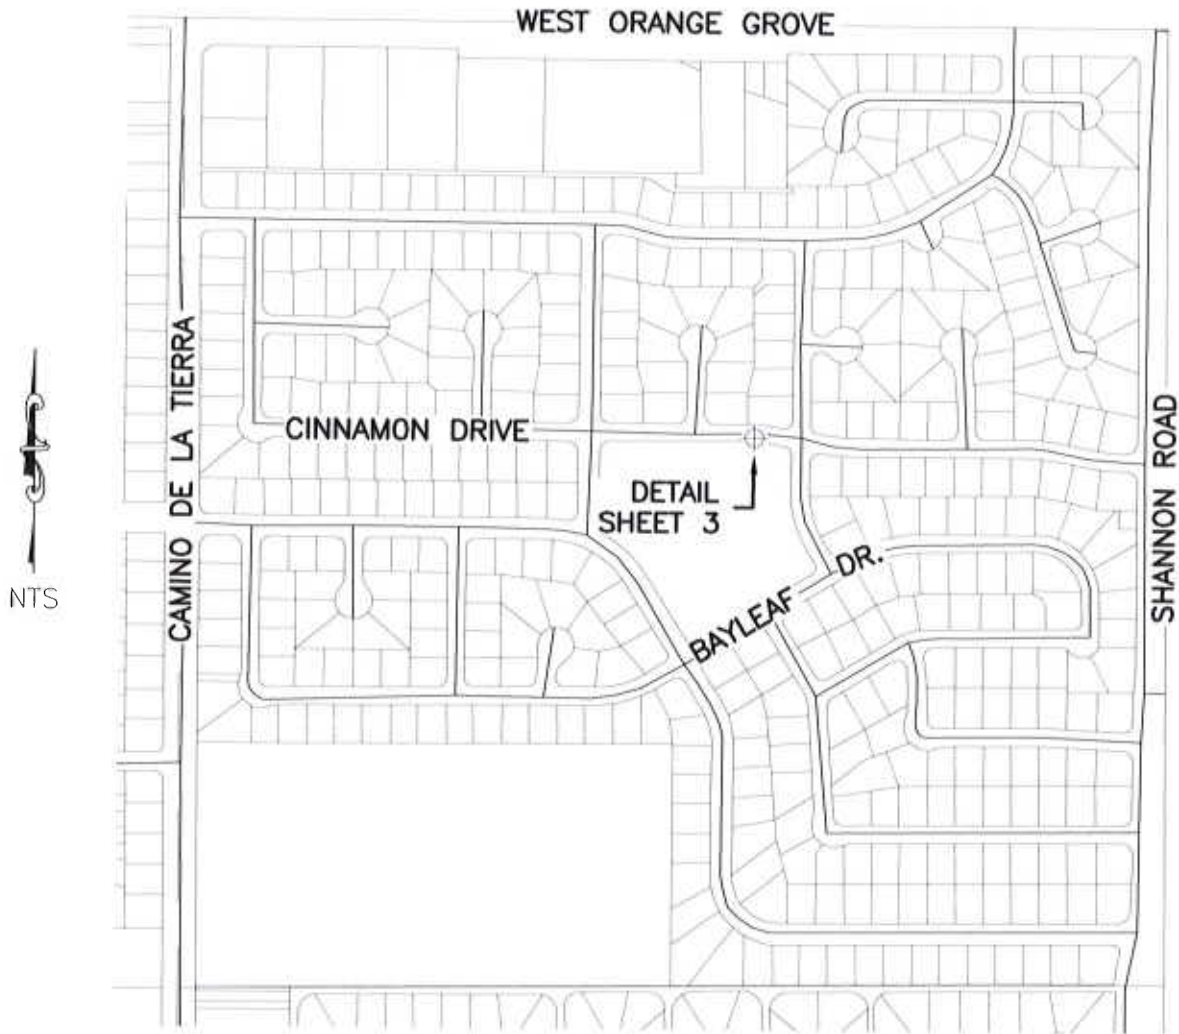 WEST ORANGE GROVE
CAMINO DE LA TIERRA
CINNAMON DRIVE
DETAIL
SHEET 3
SHANNON ROAD
BAYLEAF DR.
NTS